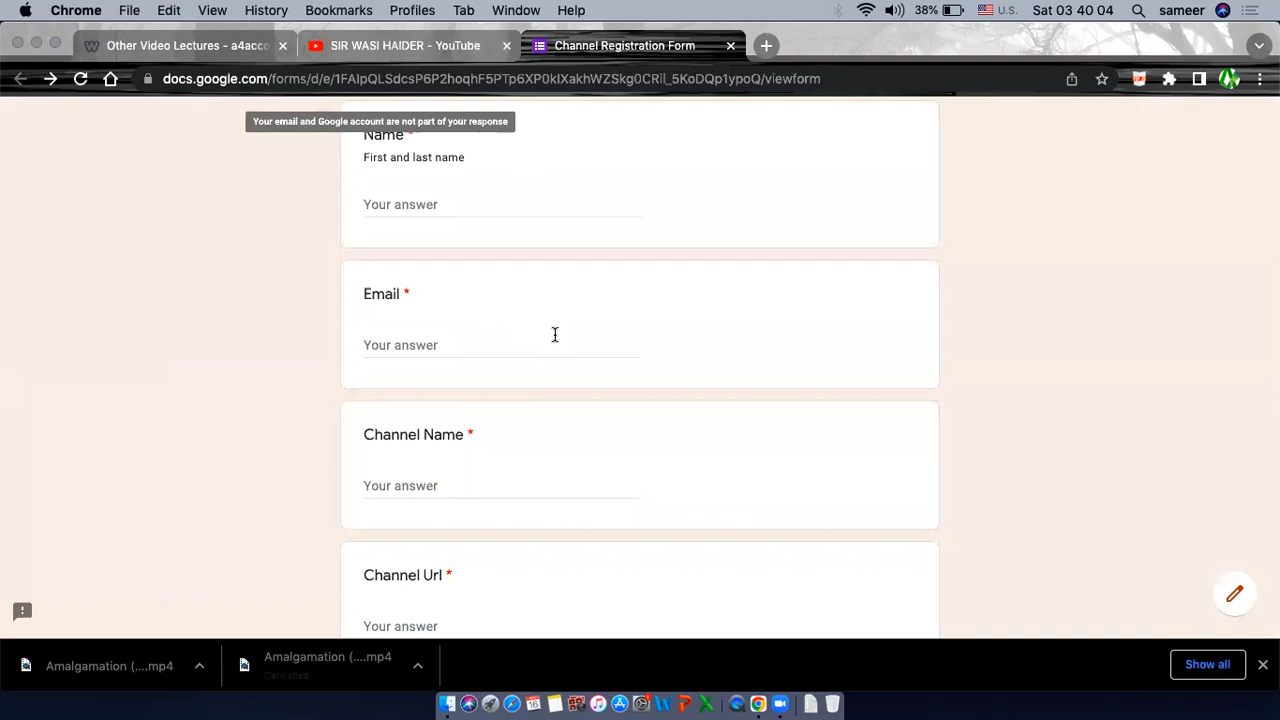 Chrome File Edit View History Bookmarks Profiles Tab Window Help 38% U.S. Sat 03 40 04 sameer
Other Video Lectures - a4acco
SIR WASI HAIDER - YouTube
Channel Registration Form
docs.google.com/forms/d/e/1FAIpQLSdcsP6P2hoqhF5PTp6XP0kIXakhWZSkg0CRil_5KoDQp1ypoQ/viewform
Your email and Google account are not part of your response
Name *
First and last name
Your answer
Email *
Your answer
Channel Name *
Your answer
Channel Url *
Your answer
Amalgamation (....mp4
Amalgamation (....mp4
Cancelled
Show all
16